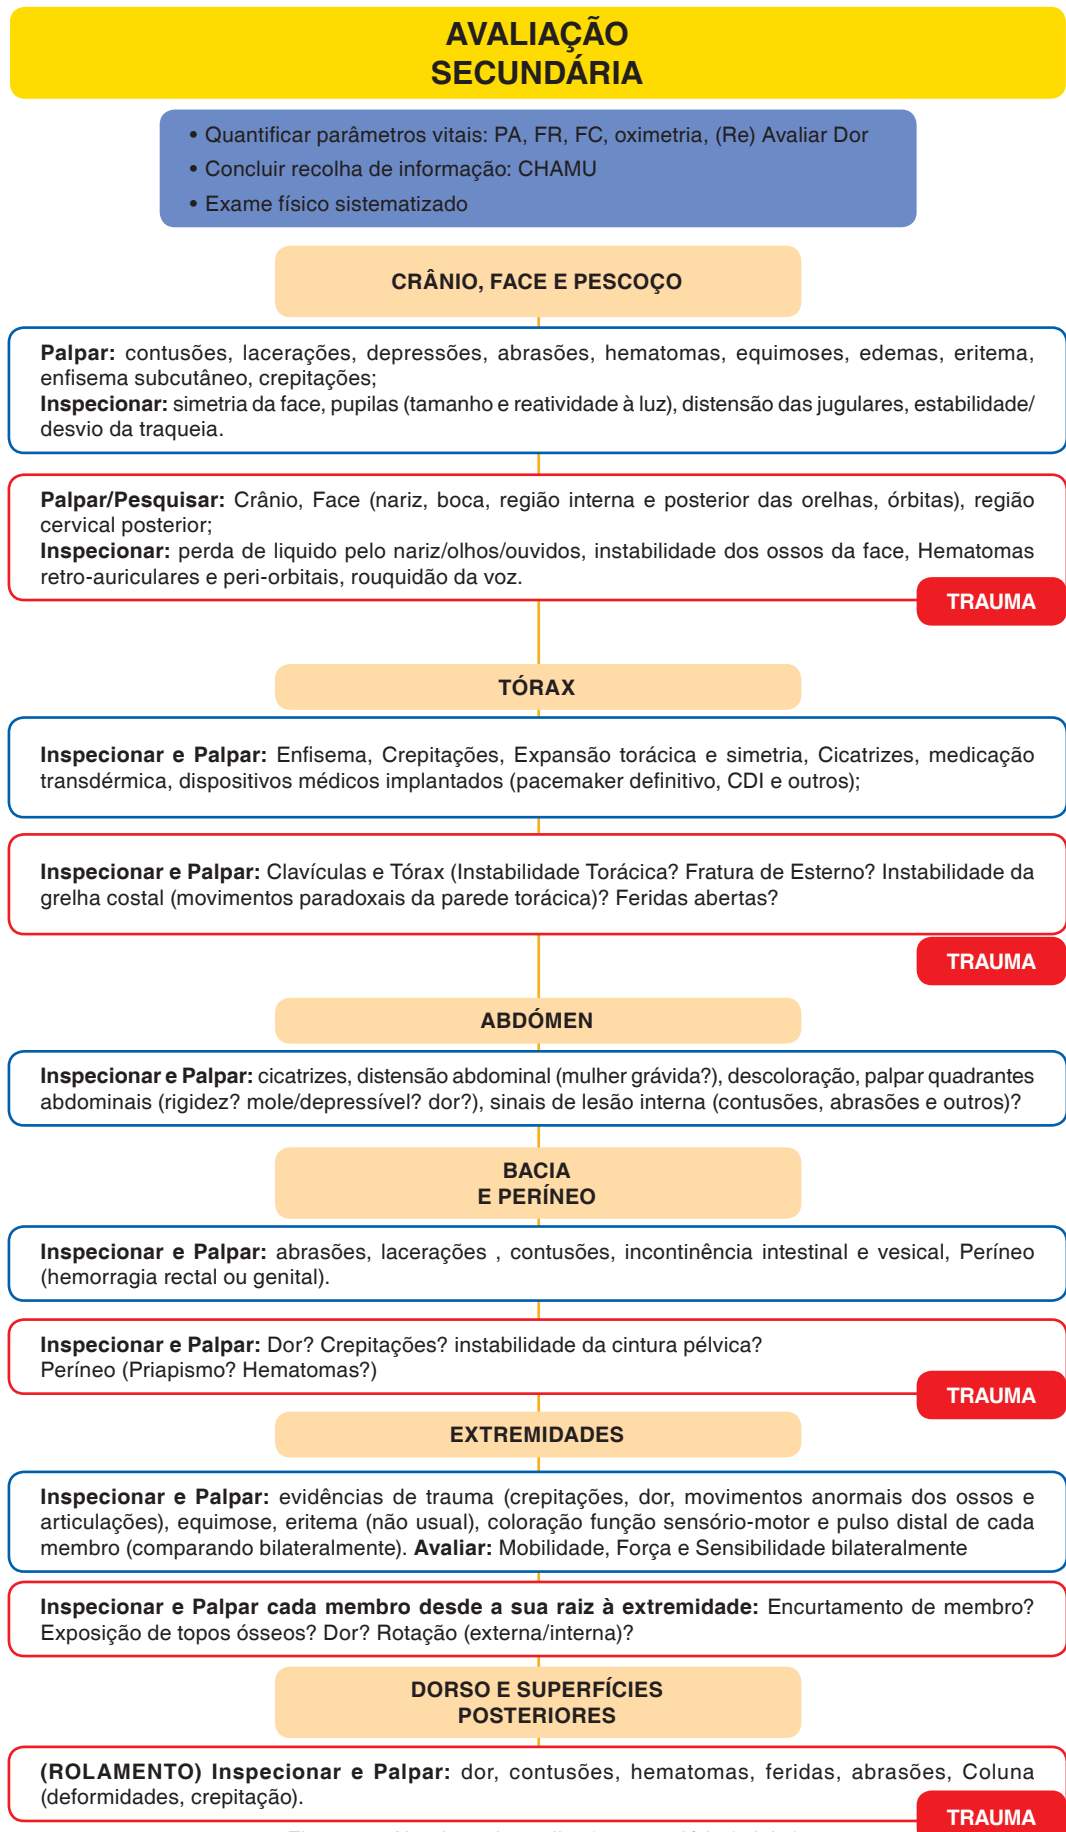 AVALIAÇÃO
SECUNDÁRIA
• Quantificar parâmetros vitais: PA, FR, FC, oximetria, (Re) Avaliar Dor
• Concluir recolha de informação: CHAMU
• Exame físico sistematizado
CRÂNIO, FACE E PESCOÇO
Palpar: contusões, lacerações, depressões, abrasões, hematomas, equimoses, edemas, eritema,
enfisema subcutâneo, crepitações;
Inspecionar: simetria da face, pupilas (tamanho e reatividade à luz), distensão das jugulares, estabilidade/
desvio da traqueia.
Palpar/Pesquisar: Crânio, Face (nariz, boca, região interna e posterior das orelhas, órbitas), região
cervical posterior;
Inspecionar: perda de liquido pelo nariz/olhos/ouvidos, instabilidade dos ossos da face, Hematomas
retro-auriculares e peri-orbitais, rouquidão da voz.
TRAUMA
TÓRAX
Inspecionar e Palpar: Enfisema, Crepitações, Expansão torácica e simetria, Cicatrizes, medicação
transdérmica, dispositivos médicos implantados (pacemaker definitivo, CDI e outros);
Inspecionar e Palpar: Clavículas e Tórax (Instabilidade Torácica? Fratura de Esterno? Instabilidade da
grelha costal (movimentos paradoxais da parede torácica)? Feridas abertas?
TRAUMA
ABDÓMEN
Inspecionar e Palpar: cicatrizes, distensão abdominal (mulher grávida?), descoloração, palpar quadrantes
abdominais (rigidez? mole/depressível? dor?), sinais de lesão interna (contusões, abrasões e outros)?
BACIA
E PERÍNEO
Inspecionar e Palpar: abrasões, lacerações , contusões, incontinência intestinal e vesical, Períneo
(hemorragia rectal ou genital).
Inspecionar e Palpar: Dor? Crepitações? instabilidade da cintura pélvica?
Períneo (Priapismo? Hematomas?)
TRAUMA
EXTREMIDADES
Inspecionar e Palpar: evidências de trauma (crepitações, dor, movimentos anormais dos ossos e
articulações), equimose, eritema (não usual), coloração função sensório-motor e pulso distal de cada
membro (comparando bilateralmente). Avaliar: Mobilidade, Força e Sensibilidade bilateralmente
Inspecionar e Palpar cada membro desde a sua raiz à extremidade: Encurtamento de membro?
Exposição de topos ósseos? Dor? Rotação (externa/interna)?
DORSO E SUPERFÍCIES
POSTERIORES
(ROLAMENTO) Inspecionar e Palpar: dor, contusões, hematomas, feridas, abrasões, Coluna
(deformidades, crepitação).
TRAUMA